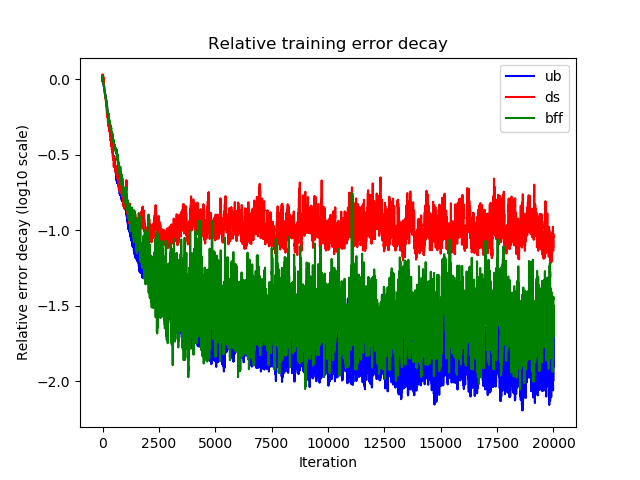 Relative training error decay
ub
ds
bff
Relative error decay (log10 scale)
0.0
−0.5
−1.0
−1.5
−2.0
0 2500 5000 7500 10000 12500 15000 17500 20000
Iteration